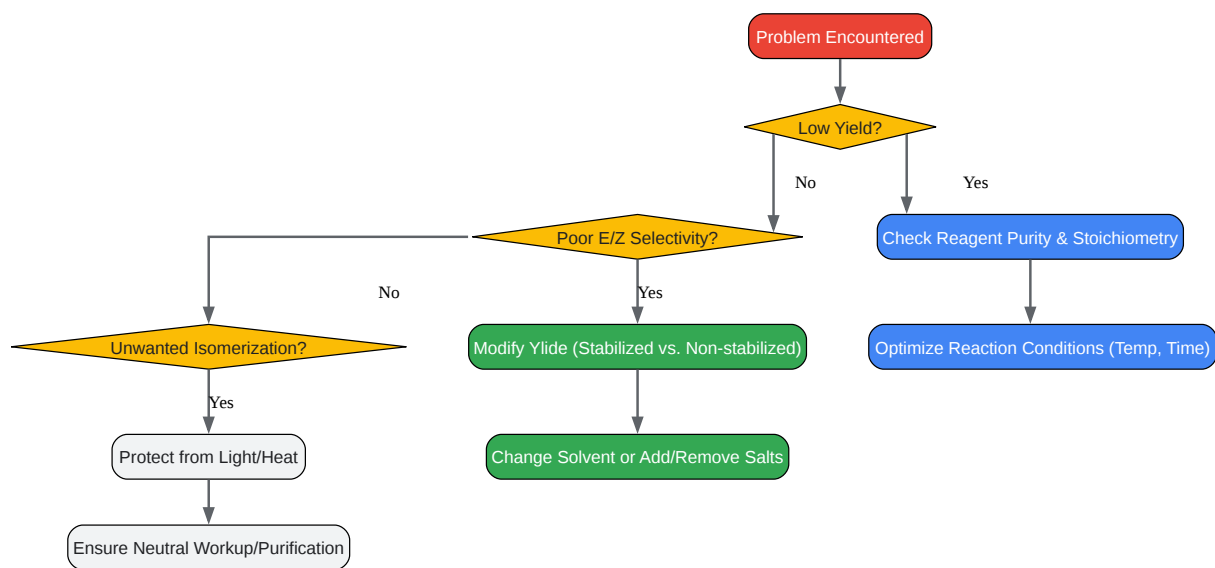 Problem Encountered
Low Yield?
No
Yes
Poor E/Z Selectivity?
Check Reagent Purity & Stoichiometry
No
Yes
Unwanted Isomerization?
Modify Ylide (Stabilized vs. Non-stabilized)
Optimize Reaction Conditions (Temp, Time)
Yes
Protect from Light/Heat
Change Solvent or Add/Remove Salts
Ensure Neutral Workup/Purification